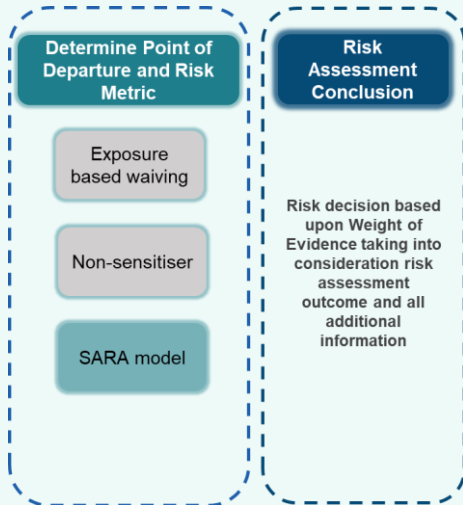 Determine Point of
Departure and Risk
Metric
Exposure
based waiving
Non-sensitiser
SARA model
Risk
Assessment
Conclusion
Risk decision based
upon Weight of
Evidence taking into
consideration risk
assessment
outcome and all
additional
information